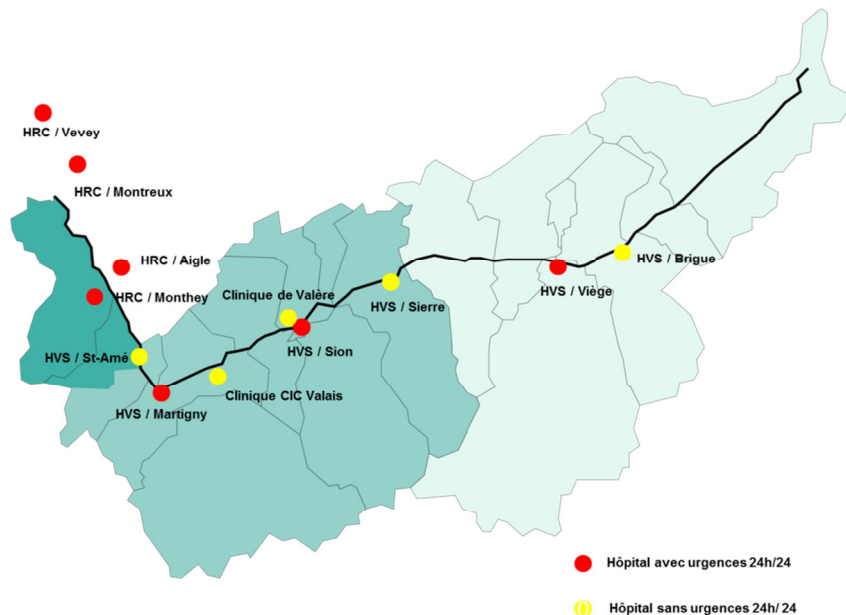 HRC / Vevey
HRC / Montreux
HRC / Aigle
HRC / Monthey
Clinique de Valère
HVS / Sierre
HVS / Brigue
HVS / Viège
HVS / St-Amé
HVS / Sion
Clinique CIC Valais
HVS / Martigny
Hôpital avec urgences 24h/24
Hôpital sans urgences 24h/ 24